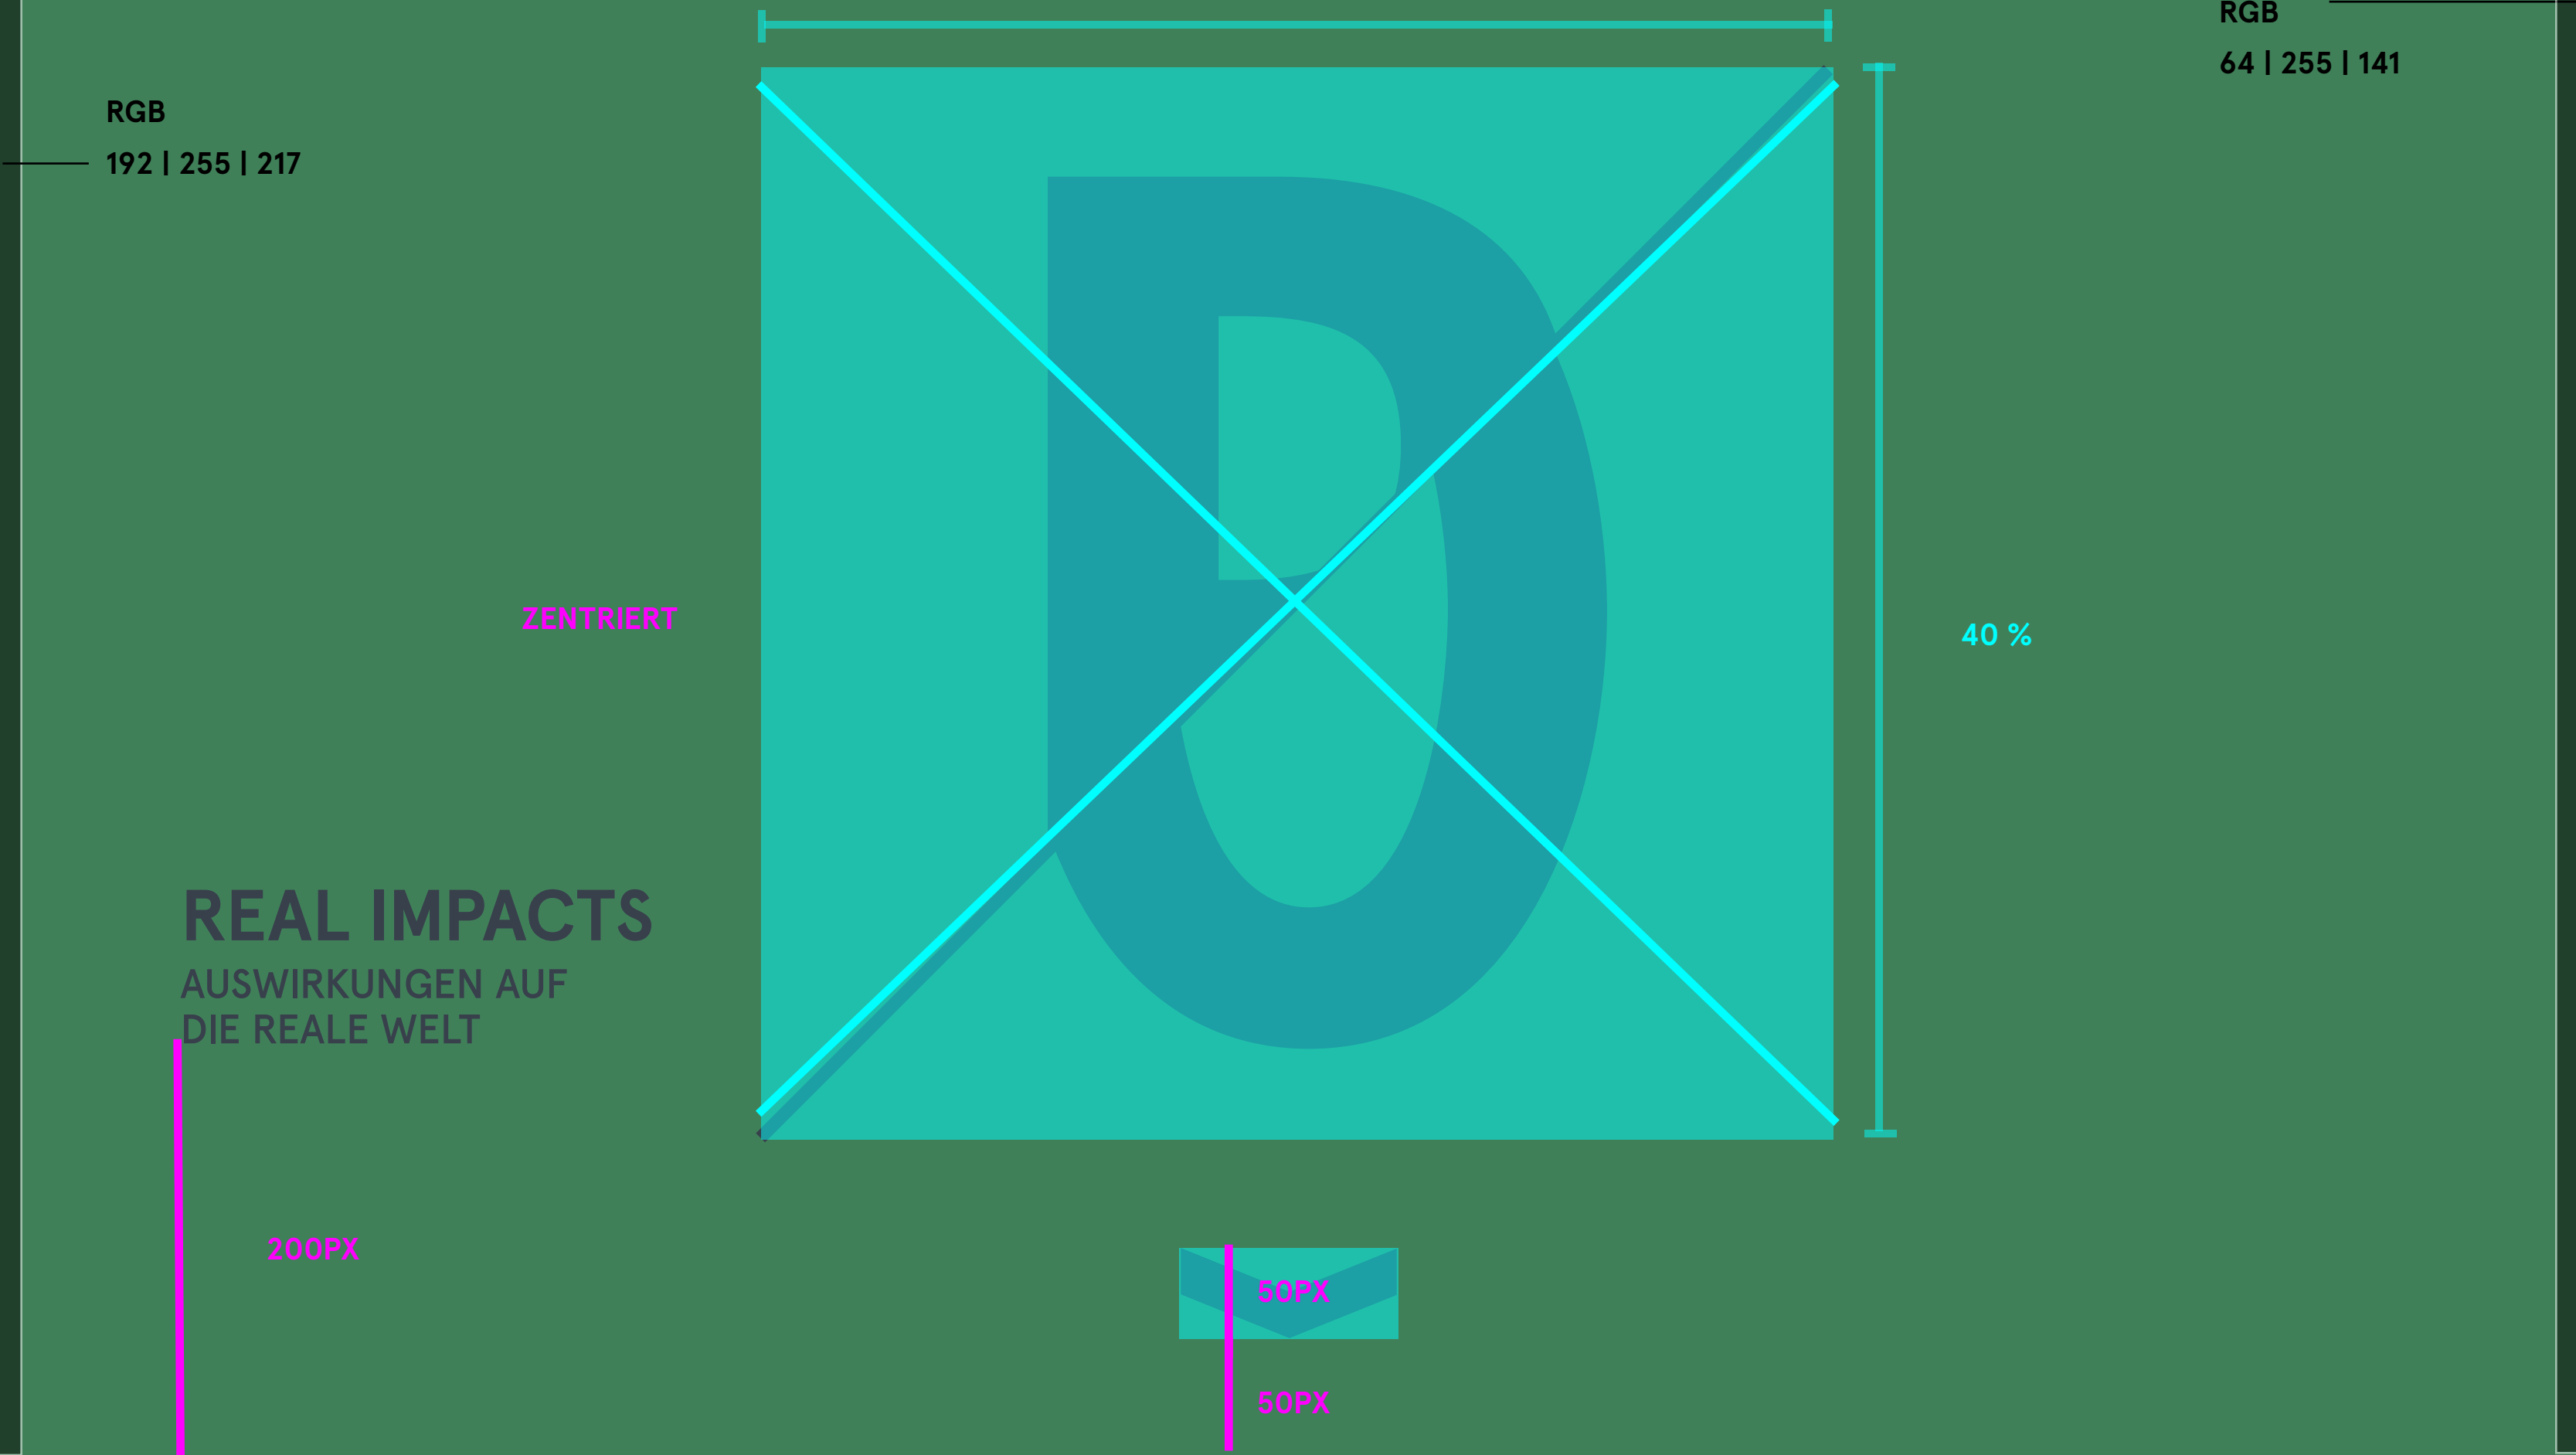 RGB
64 | 255 | 141
RGB
192 | 255 | 217
ZENTRIERT
40 %
REAL IMPACTS
AUSWIRKUNGEN AUF
DIE REALE WELT
200PX
50PX
50PX